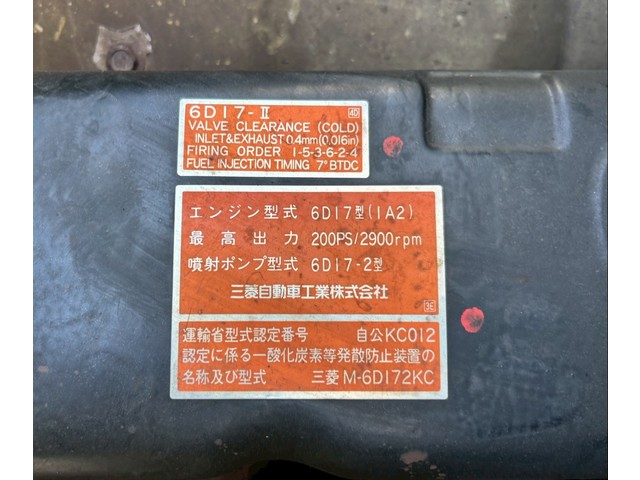 6D17-Ⅱ 4D
VALVE CLEARANCE (COLD)
INLET&EXHAUST 0.4mm(0.016in)
FIRING ORDER 1-5-3-6-2-4
FUEL INJECTION TIMING 7°BTDC
エンジン型式 6D17型(1A2)
最高出力 200PS/2900rpm
噴射ポンプ型式 6D17-2型
三菱自動車工業株式会社
3E
運輸省型式認定番号 自公KC012
認定に係る一酸化炭素等発散防止装置の
名称及び型式 三菱M-6D172KC